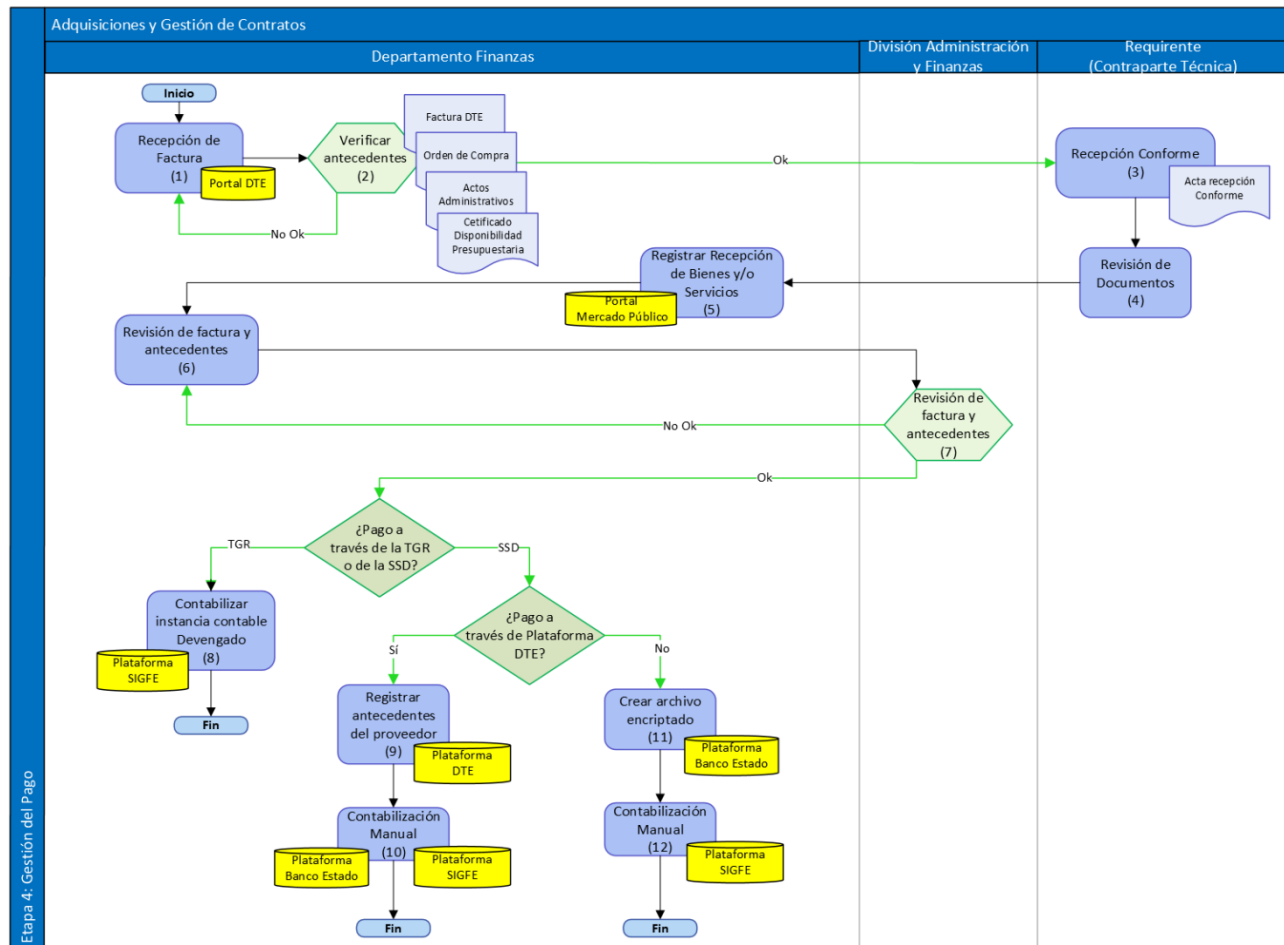 Adquisiciones y Gestión de Contratos
Departamento Finanzas
División Administración
y Finanzas
Requirente
(Contraparte Técnica)
Etapa 4: Gestión del Pago
Inicio
Recepción de
Factura
(1)
Portal DTE
Verificar
antecedentes
(2)
Factura DTE
Orden de Compra
Actos
Administrativos
Cetificado
Disponibilidad
Presupuestaria
Ok
No Ok
Recepción Conforme
(3)
Acta recepción
Conforme
Revisión de
Documentos
(4)
Registrar Recepción
de Bienes y/o
Servicios
(5)
Portal
Mercado Público
Revisión de factura y
antecedentes
(6)
Revisión de
factura y
antecedentes
(7)
No Ok
Ok
¿Pago a
través de la TGR
o de la SSD?
TGR
SSD
Contabilizar
instancia contable
Devengado
(8)
Plataforma
SIGFE
Fin
¿Pago a
través de Plataforma
DTE?
Sí
No
Registrar
antecedentes
del proveedor
(9)
Plataforma
DTE
Contabilización
Manual
(10)
Plataforma
Banco Estado
Plataforma
SIGFE
Fin
Crear archivo
encriptado
(11)
Plataforma
Banco Estado
Contabilización
Manual
(12)
Plataforma
SIGFE
Fin